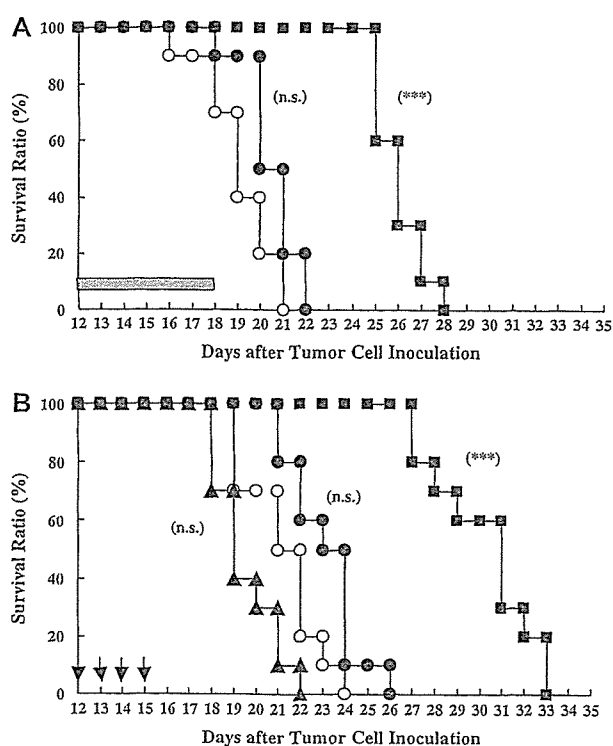 A
100
80
60
40
20
0
Survival Ratio (%)
(n.s.)
(***)
12 13 14 15 16 17 18 19 20 21 22 23 24 25 26 27 28 29 30 31 32 33 34 35
Days after Tumor Cell Inoculation
B
100
80
60
40
20
0
Survival Ratio (%)
(***)
(n.s.)
(n.s.)
12 13 14 15 16 17 18 19 20 21 22 23 24 25 26 27 28 29 30 31 32 33 34 35
Days after Tumor Cell Inoculation